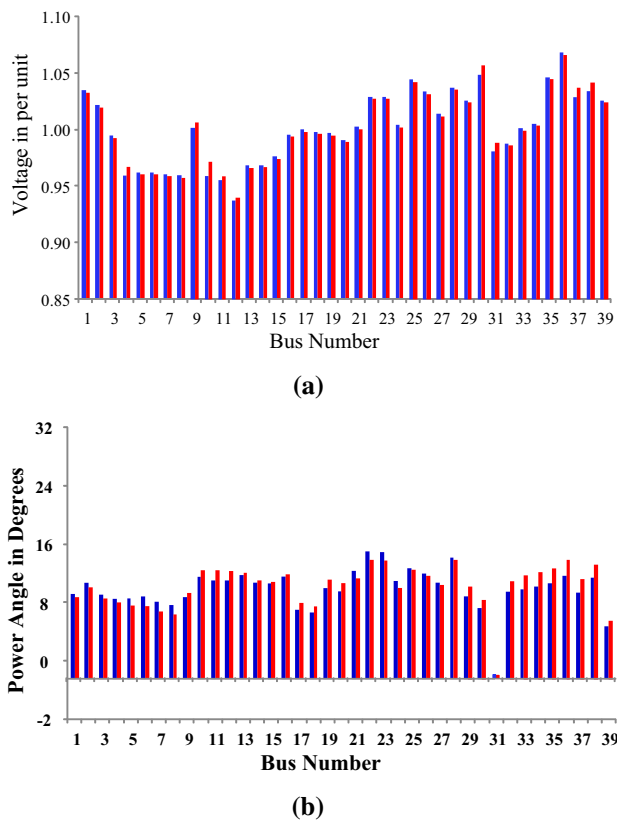 1.10
1.05
1.00
0.95
0.90
0.85
Voltage in per unit
1 3 5 7 9 11 13 15 17 19 21 23 25 27 29 31 33 35 37 39
Bus Number
(a)
32
24
16
8
0
-2
Power Angle in Degrees
1 3 5 7 9 11 13 15 17 19 21 23 25 27 29 31 33 35 37 39
Bus Number
(b)